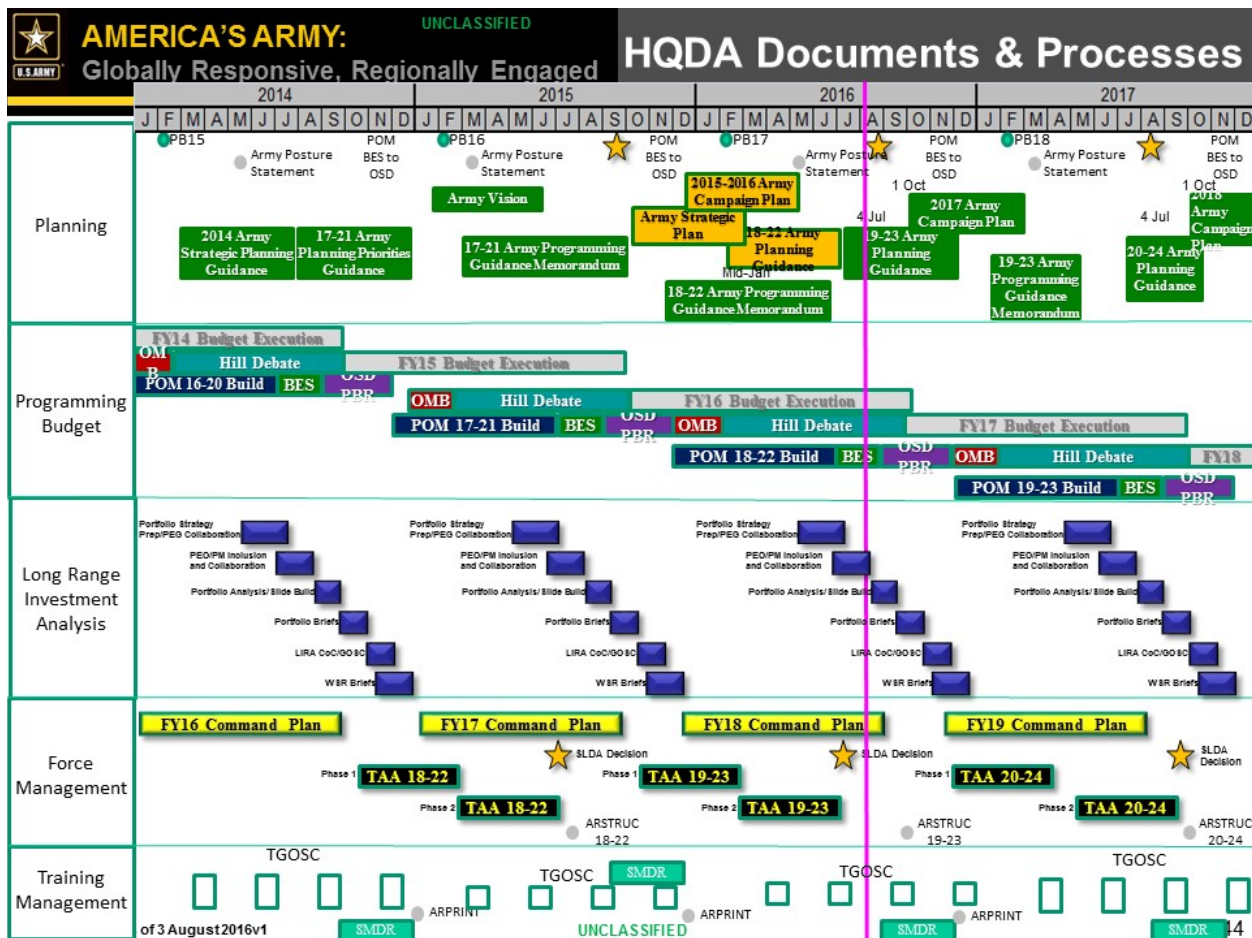 UNCLASSIFIED
AMERICA'S ARMY:
Globally Responsive, Regionally Engaged
U.S.ARMY
HQDA Documents & Processes
2014 2015 2016 2017
J F M A M J J A S O N D J F M A M J J A S O N D J F M A M J J A S O N D J F M A M J J A S O N D
Planning
PB15
Army Posture
Statement
POM
BES to
OSD
PB16
Army Posture
Statement
POM
BES to
OSD
PB17
Army Posture
Statement
POM
BES to
OSD
PB18
Army Posture
Statement
POM
BES to
OSD
1 Oct
1 Oct
Army Vision
2015-2016 Army
Campaign Plan
Army Strategic
Plan
2017 Army
Campaign Plan
2018
Army
Campaign
Plan
4 Jul
4 Jul
2014 Army
Strategic Planning
Guidance
17-21 Army
Planning Priorities
Guidance
17-21 Army Programming
Guidance Memorandum
18-22 Army
Planning
Guidance
Mid-Jan
18-22 Army Programming
Guidance Memorandum
19-23 Army
Planning
Guidance
19-23 Army
Programming
Guidance
Memorandum
20-24 Army
Planning
Guidance
Programming
Budget
FY14 Budget Execution
OM
B
Hill Debate
FY15 Budget Execution
POM 16-20 Build
BES
OSD
PBR
OMB
Hill Debate
FY16 Budget Execution
POM 17-21 Build
BES
OSD
PBR
OMB
Hill Debate
FY17 Budget Execution
POM 18-22 Build
BES
OSD
PBR
OMB
Hill Debate
FY18
POM 19-23 Build
BES
OSD
PBR
Long Range
Investment
Analysis
Portfolio Strategy
Prep/PEG Collaboration
PEO/PM Inclusion
and Collaboration
Portfolio Analysis/ Slide Build
Portfolio Briefs
LIRA CoC/GOSC
WSR Briefs
Portfolio Strategy
Prep/PEG Collaboration
PEO/PM Inclusion
and Collaboration
Portfolio Analysis/ Slide Build
Portfolio Briefs
LIRA CoC/GOSC
WSR Briefs
Portfolio Strategy
Prep/PEG Collaboration
PEO/PM Inclusion
and Collaboration
Portfolio Analysis/ Slide Build
Portfolio Briefs
LIRA CoC/GOSC
WSR Briefs
Portfolio Strategy
Prep/PEG Collaboration
PEO/PM Inclusion
and Collaboration
Portfolio Analysis/ Slide Build
Portfolio Briefs
LIRA CoC/GOSC
WSR Briefs
Force
Management
FY16 Command Plan
FY17 Command Plan
FY18 Command Plan
FY19 Command Plan
SLDA Decision
SLDA Decision
SLDA
Decision
Phase 1
TAA 18-22
Phase 1
TAA 19-23
Phase 1
TAA 20-24
Phase 2
TAA 18-22
Phase 2
TAA 19-23
Phase 2
TAA 20-24
ARSTRUC
18-22
ARSTRUC
19-23
ARSTRUC
20-24
Training
Management
TGOSC
TGOSC
SMDR
TGOSC
TGOSC
ARPRINT
ARPRINT
ARPRINT
of 3 August 2016v1
SMDR
UNCLASSIFIED
SMDR
SMDR
44